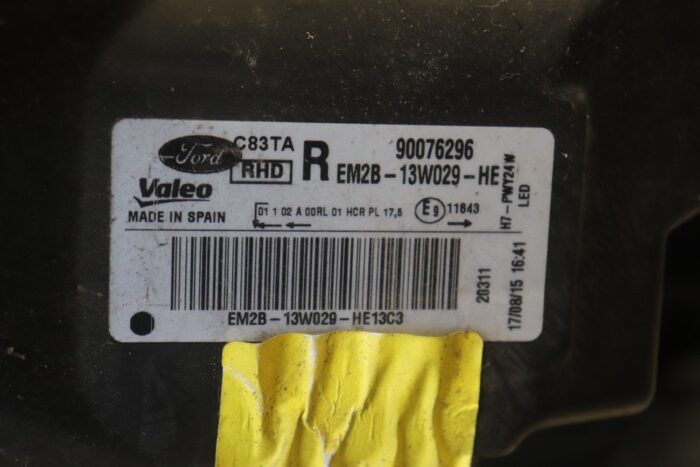 Ford
C83TA
RHD
R
90076296
EM2B-13W029-HE
Valeo
MADE IN SPAIN
01 1 02 A 00RL 01 HCR PL 17,5
E9
11643
H7-PWY24W
LED
EM2B-13W029-HE13C3
20311
17/08/15 16:41